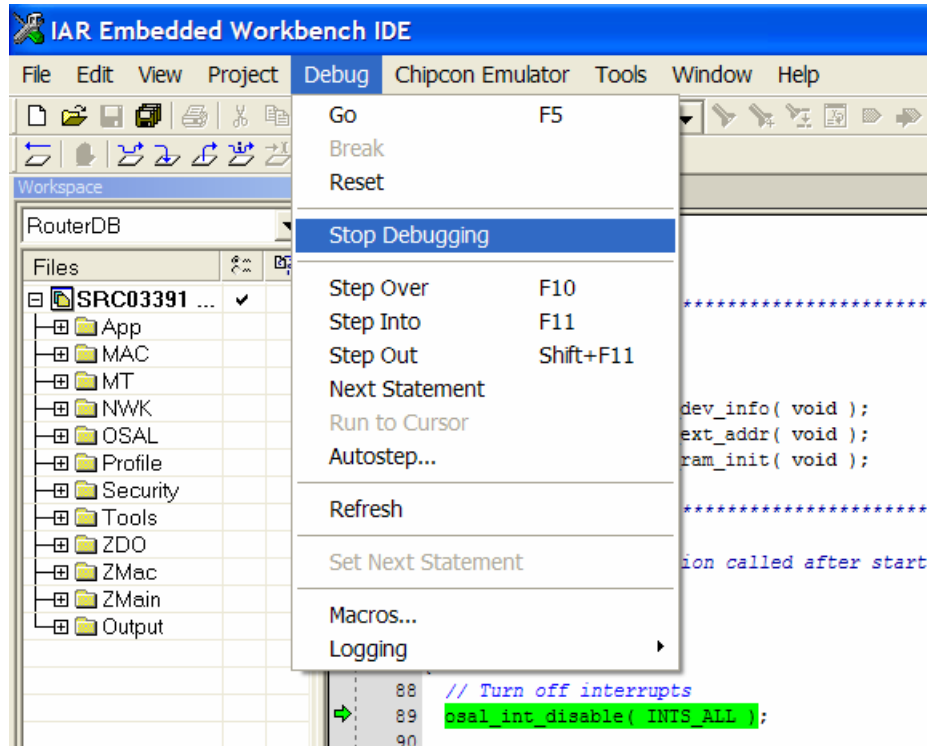 IAR Embedded Workbench IDE
File Edit View Project Debug Chipcon Emulator Tools Window Help
Go F5
Break
Reset
Workspace
RouterDB
Stop Debugging
Files
Step Over F10
SRC03391 ...
Step Into F11
App
MAC
Step Out Shift+F11
MT
Next Statement
NWK
dev_info( void );
Run to Cursor
OSAL
ext_addr( void );
Autostep...
Profile
ram_init( void );
Security
Refresh
Tools
************************
ZDO
Set Next Statement
ion called after start
ZMac
ZMain
Macros...
Output
Logging
88 // Turn off interrupts
89 osal_int_disable( INTS_ALL );
90